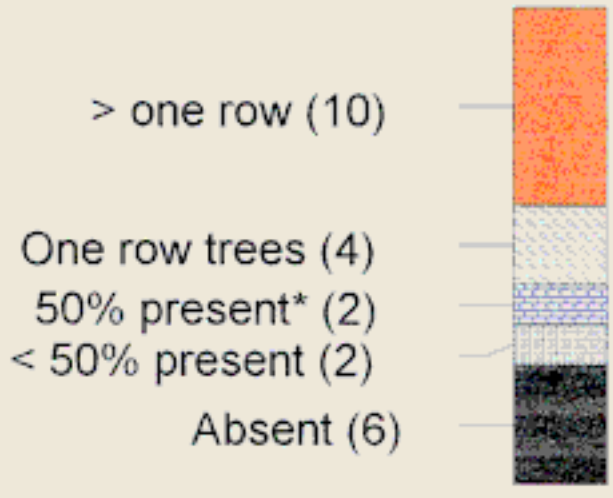 > one row (10)
One row trees (4)
50% present* (2)
< 50% present (2)
Absent (6)